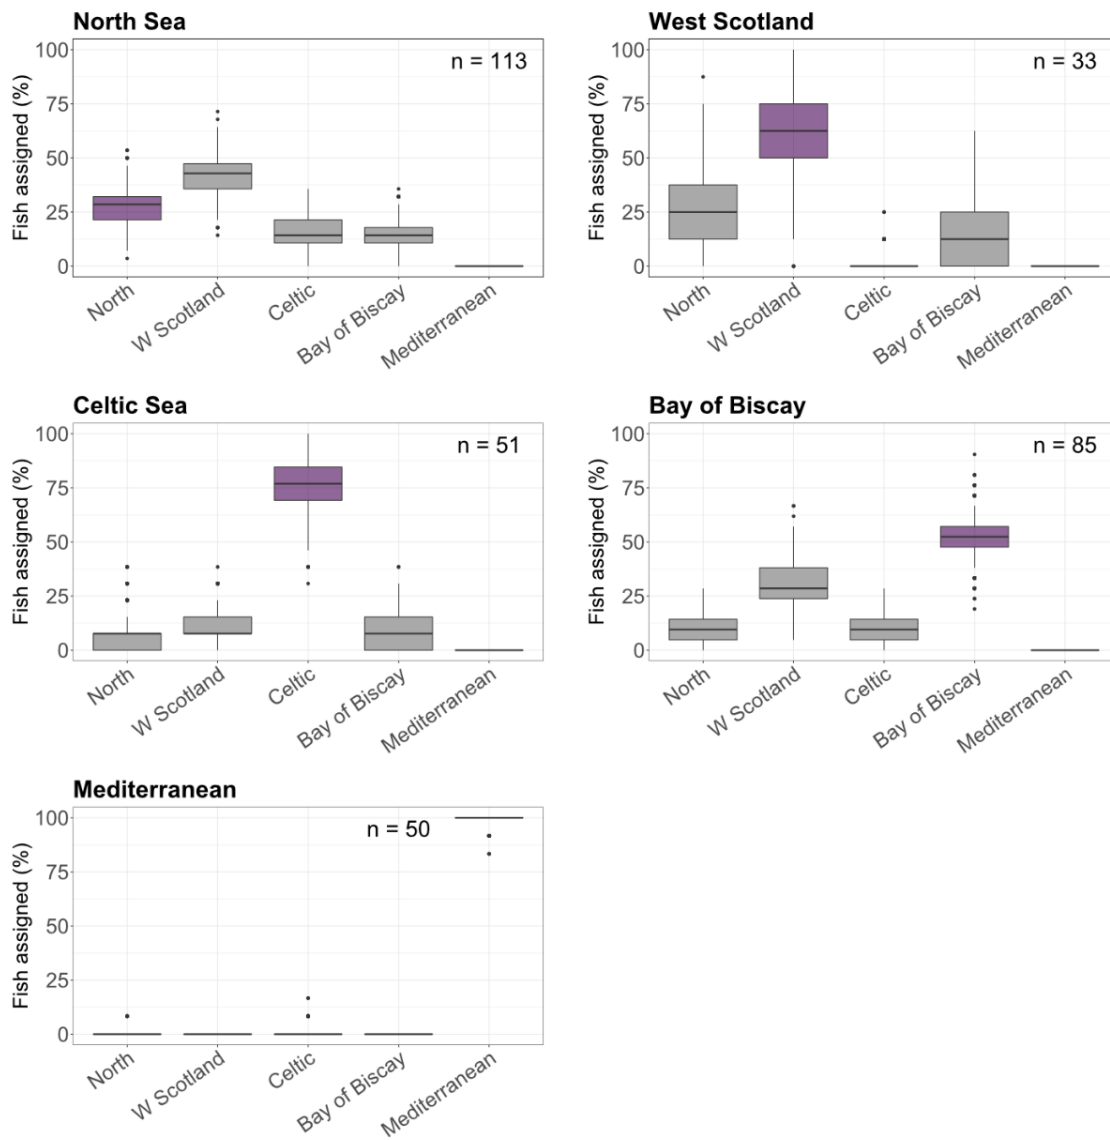 North Sea
n = 113
Fish assigned (%)
100
75
50
25
0
North
W Scotland
Celtic
Bay of Biscay
Mediterranean
West Scotland
n = 33
Fish assigned (%)
100
75
50
25
0
North
W Scotland
Celtic
Bay of Biscay
Mediterranean
Celtic Sea
n = 51
Fish assigned (%)
100
75
50
25
0
North
W Scotland
Celtic
Bay of Biscay
Mediterranean
Bay of Biscay
n = 85
Fish assigned (%)
100
75
50
25
0
North
W Scotland
Celtic
Bay of Biscay
Mediterranean
Mediterranean
n = 50
Fish assigned (%)
100
75
50
25
0
North
W Scotland
Celtic
Bay of Biscay
Mediterranean